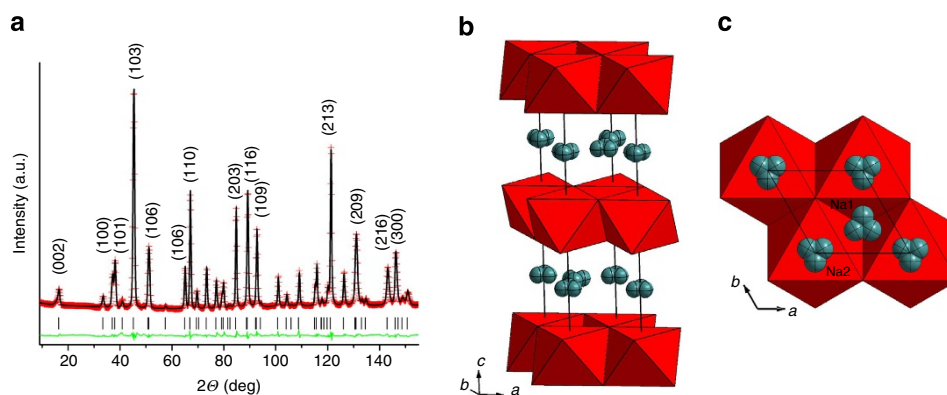 a
Intensity (a.u.)
(002)
(100)
(101)
(103)
(106)
(106)
(110)
(203)
(116)
(109)
(213)
(209)
(216)
(300)
20 40 60 80 100 120 140
2Θ (deg)
b
c
b a
c
Na1
Na2
b
a